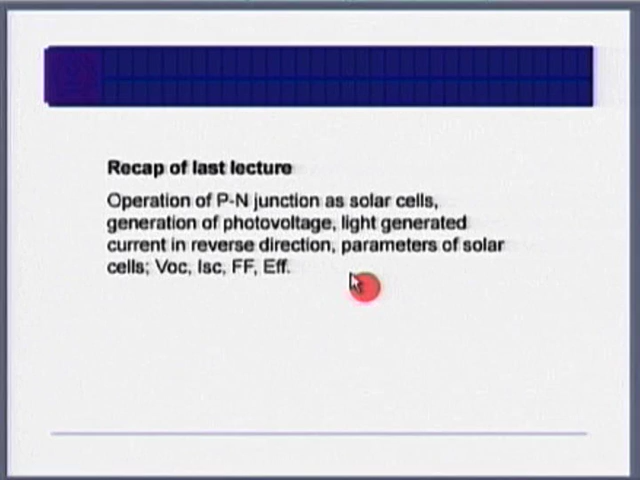 Recap of last lecture
Operation of P-N junction as solar cells,
generation of photovoltage, light generated
current in reverse direction, parameters of solar
cells; Voc, Isc, FF, Eff.